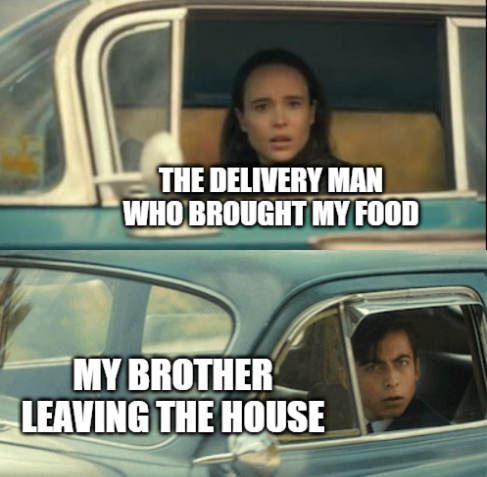 THE DELIVERY MAN
WHO BROUGHT MY FOOD
MY BROTHER
LEAVING THE HOUSE